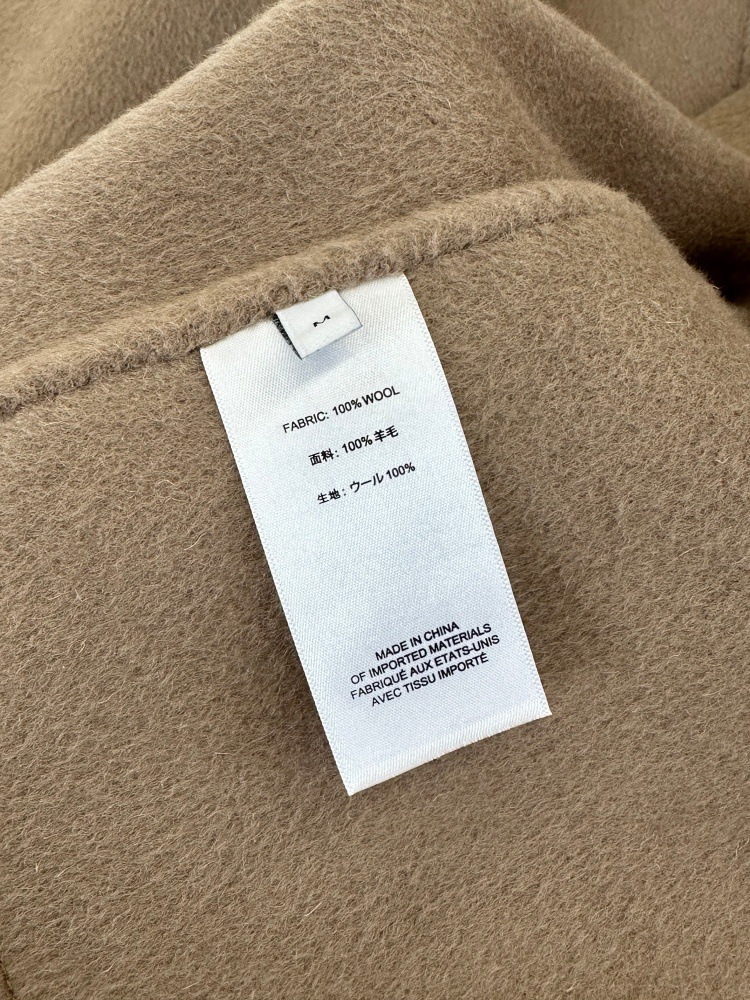 M
FABRIC: 100% WOOL
面料: 100% 羊毛
生地: ウール 100%
MADE IN CHINA
OF IMPORTED MATERIALS
FABRIQUÉ AUX ETATS-UNIS
AVEC TISSU IMPORTÉ